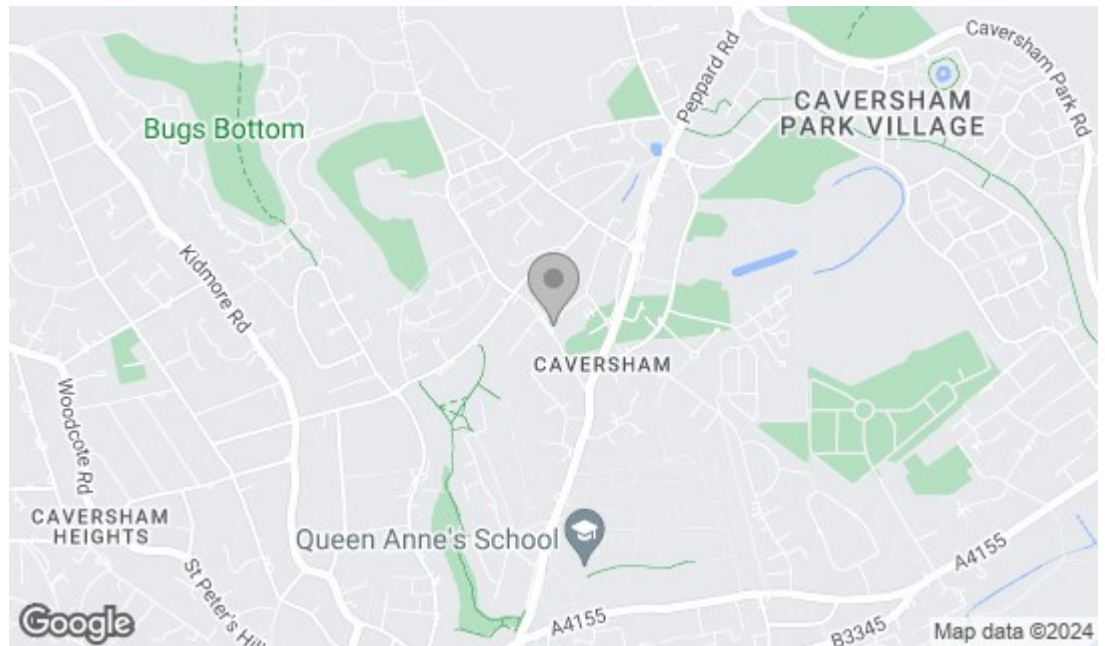 Peppard Rd
Caversham Park Rd
CAVERSHAM
PARK VILLAGE
Bugs Bottom
Kidmore Rd
CAVERSHAM
Woodcote Rd
CAVERSHAM
HEIGHTS
Queen Anne's School
St Peter's Hill
A4155
A4155
B3345
Google
Map data ©2024